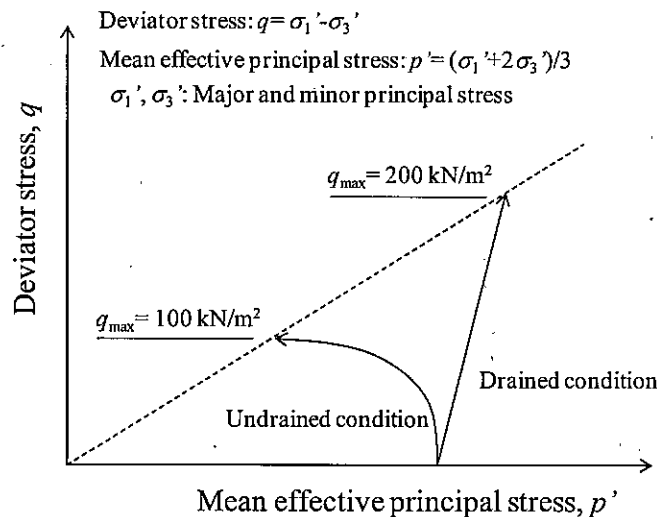 Deviator stress: q = σ₁'-σ₃'
Mean effective principal stress: p' = (σ₁'+2σ₃')/3
σ₁', σ₃': Major and minor principal stress
qmax= 200 kN/m²
qmax= 100 kN/m²
Drained condition
Undrained condition
Deviator stress, q
Mean effective principal stress, p'